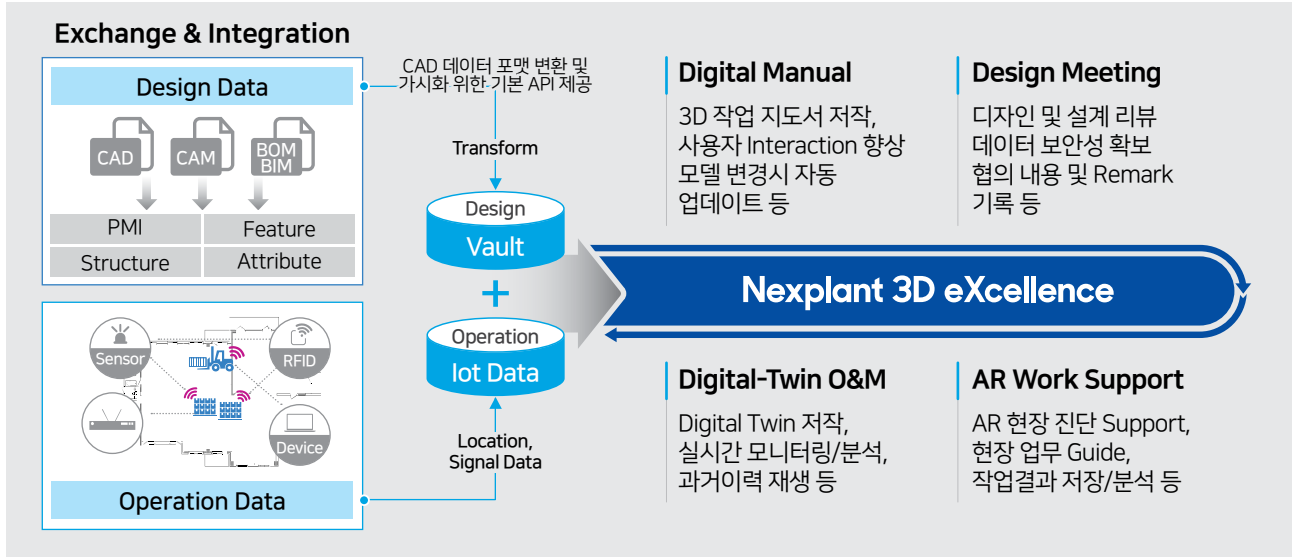 Exchange & Integration
Design Data
CAD
CAM
BOM
BIM
PMI
Feature
Structure
Attribute
Sensor
RFID
Device
Operation Data
CAD 데이터 포맷 변환 및
가시화 위한 기본 API 제공
Transform
Design
Vault
+
Operation
Iot Data
Location,
Signal Data
Digital Manual
3D 작업 지도서 저작,
사용자 Interaction 향상
모델 변경시 자동
업데이트 등
Design Meeting
디자인 및 설계 리뷰
데이터 보안성 확보
협의 내용 및 Remark
기록 등
Nexplant 3D eXcellence
Digital-Twin O&M
Digital Twin 저작,
실시간 모니터링/분석,
과거이력 재생 등
AR Work Support
AR 현장 진단 Support,
현장 업무 Guide,
작업결과 저장/분석 등